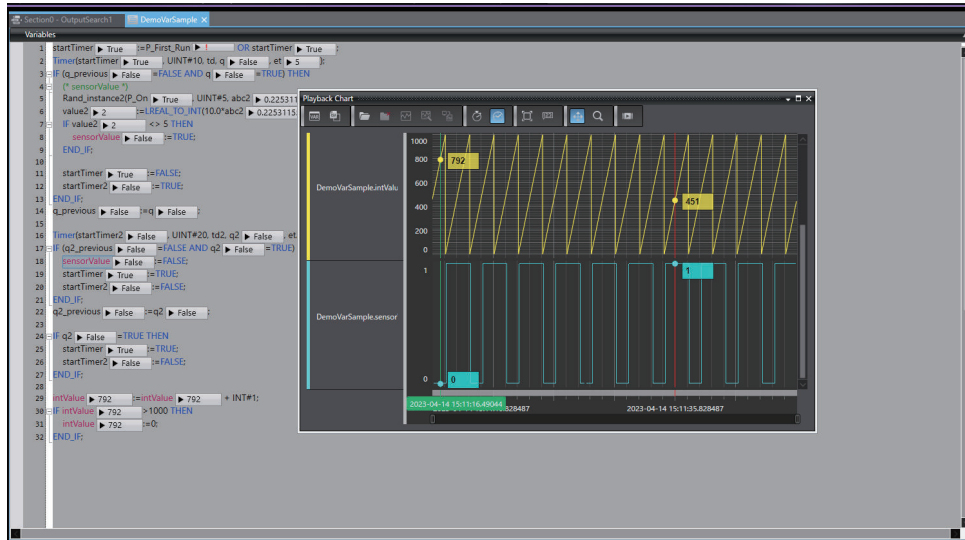 Section0 - OutputSearch1 DemoVarSample ×
Variables
1 startTimer ▶ True :=P_First_Run ▶ ! OR startTimer ▶ True ;
2 Timer(startTimer ▶ True , UINT#10, td, q ▶ False , et ▶ 5 );
3 IF (q_previous ▶ False =FALSE AND q ▶ False =TRUE) THEN
4 (* sensorValue *)
5 Rand_instance2(P_On ▶ True , UINT#5, abc2 ▶ 0.225311
6 value2 ▶ 2 :=LREAL_TO_INT(10.0*abc2 ▶ 0.2253115
7 IF value2 ▶ 2 <> 5 THEN
8 sensorValue ▶ False :=TRUE;
9 END_IF;
10
11 startTimer ▶ True :=FALSE;
12 startTimer2 ▶ False :=TRUE;
13 END_IF;
14 q_previous ▶ False :=q ▶ False ;
15
16 Timer(startTimer2 ▶ False , UINT#20, td2, q2 ▶ False , et
17 IF (q2_previous ▶ False =FALSE AND q2 ▶ False =TRUE)
18 sensorValue ▶ False :=FALSE;
19 startTimer ▶ True :=TRUE;
20 startTimer2 ▶ False :=FALSE;
21 END_IF;
22 q2_previous ▶ False :=q2 ▶ False ;
23
24 IF q2 ▶ False =TRUE THEN
25 startTimer ▶ True :=TRUE;
26 startTimer2 ▶ False :=FALSE;
27 END_IF;
28
29 intValue ▶ 792 :=intValue ▶ 792 + INT#1;
30 IF intValue ▶ 792 >1000 THEN
31 intValue ▶ 792 :=0;
32 END_IF;
Playback Chart
DemoVarSample.intValu
1000
800
600
400
200
0
792
451
DemoVarSample.sensor
1
0
0
1
2023-04-14 15:11:16.49044
828487
2023-04-14 15:11:35.828487